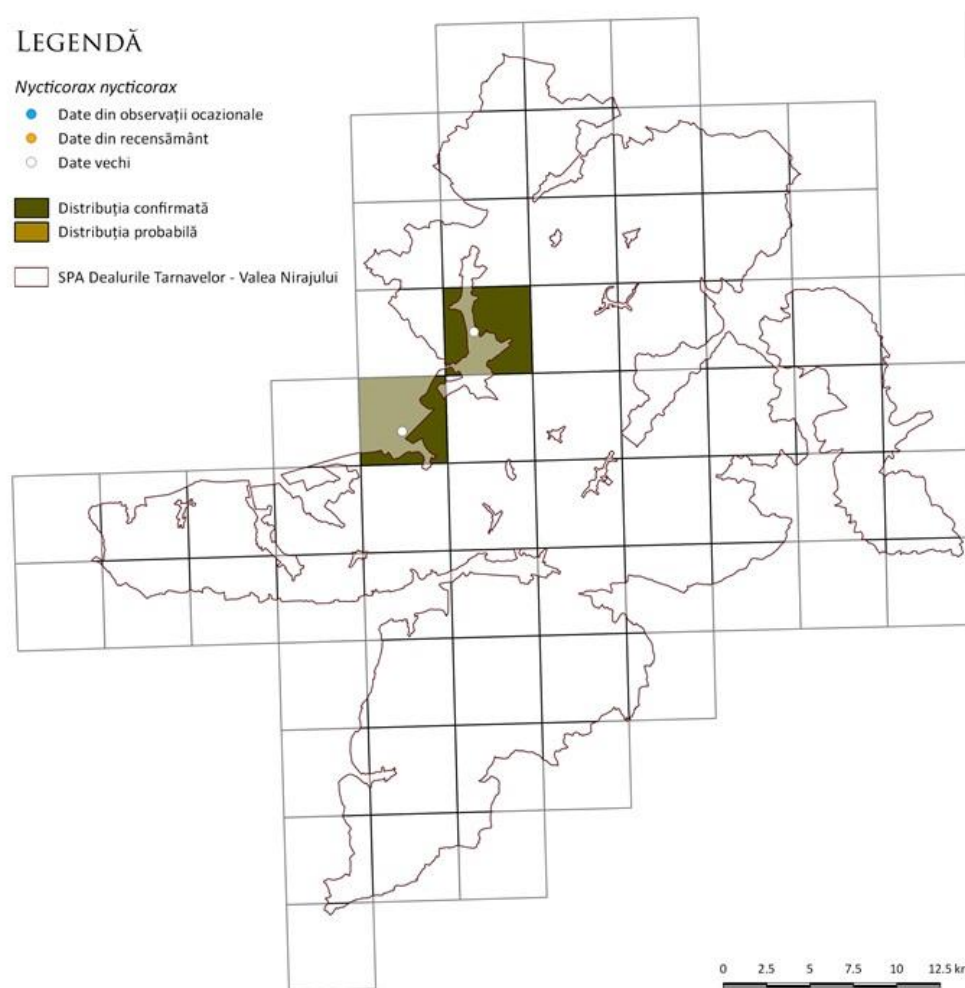 LEGENDĂ
Nycticorax nycticorax
Date din observații ocazionale
Date din recensământ
Date vechi
Distribuția confirmată
Distribuția probabilă
SPA Dealurile Tarnavelor - Valea Nirajului
0 2.5 5 7.5 10 12.5 km